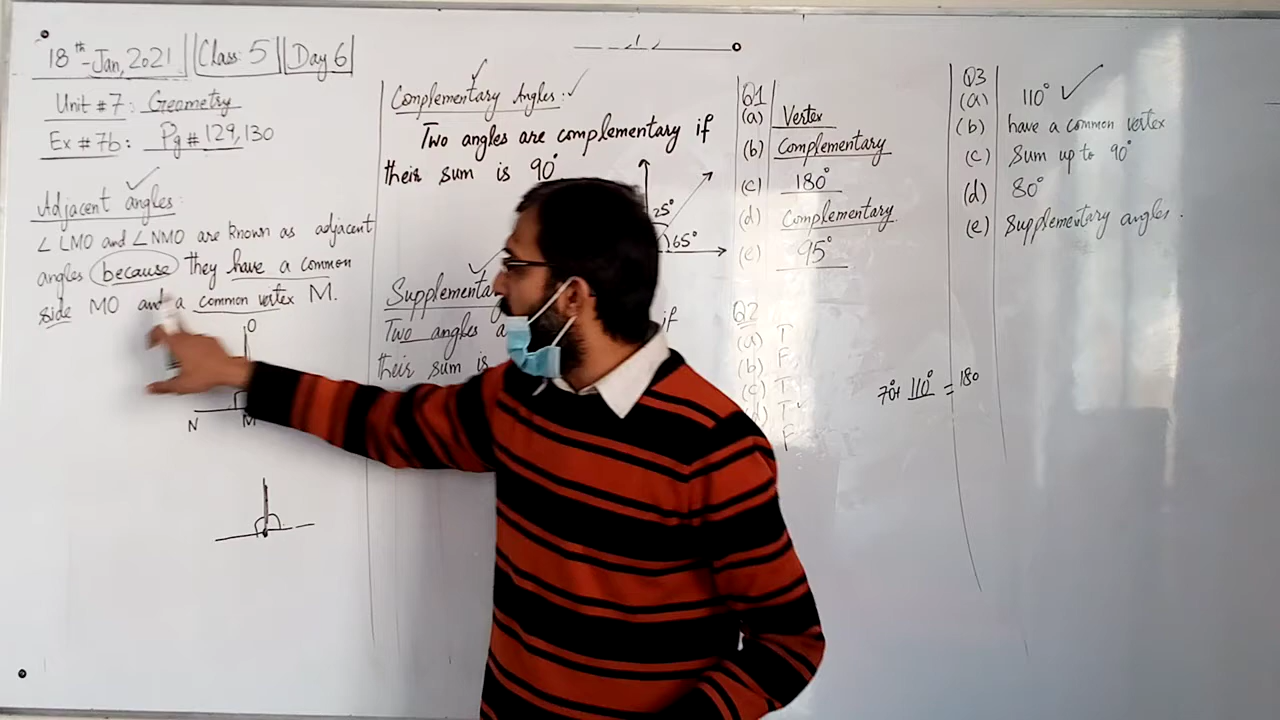 18th-Jan, 2021 Class: 5 Day 6
Unit # 7: Geometry
Ex # 7b: Pg # 129,130
Adjacent angles:
∠ LMO and ∠ NMO are known as adjacent
angles because they have a common
side MO and a common vertex M.
O
N M
Complementary Angles:
Two angles are complementary if
their sum is 90°
25°
65°
Supplementa
Two angles a if
their sum is
Q1
(a) Vertex
(b) Complementary
(c) 180°
(d) Complementary.
(e) 95°
Q2
(a) T
(b) F
(c) T
(d) T
F
70+ 110° = 180
Q3
(a) 110°
(b) have a common vertex
(c) Sum up to 90°
(d) 80°
(e) Supplementary angles.